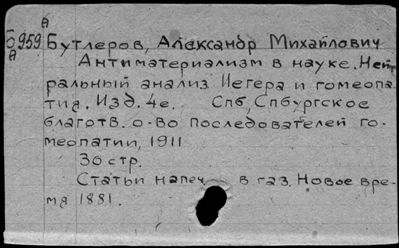 А
Б959 Бутлеров, Александр Михайлович
А
Антиматериализм в науке. Нейт
ральный анализ Иегера и гомеопа
тия. Изд. 4е. Спб, Спбургское
благотв. о-во последователей го-
меопатии, 1911
36 стр.
Статьи напеч в газ. Новое вре-
мя 1881.